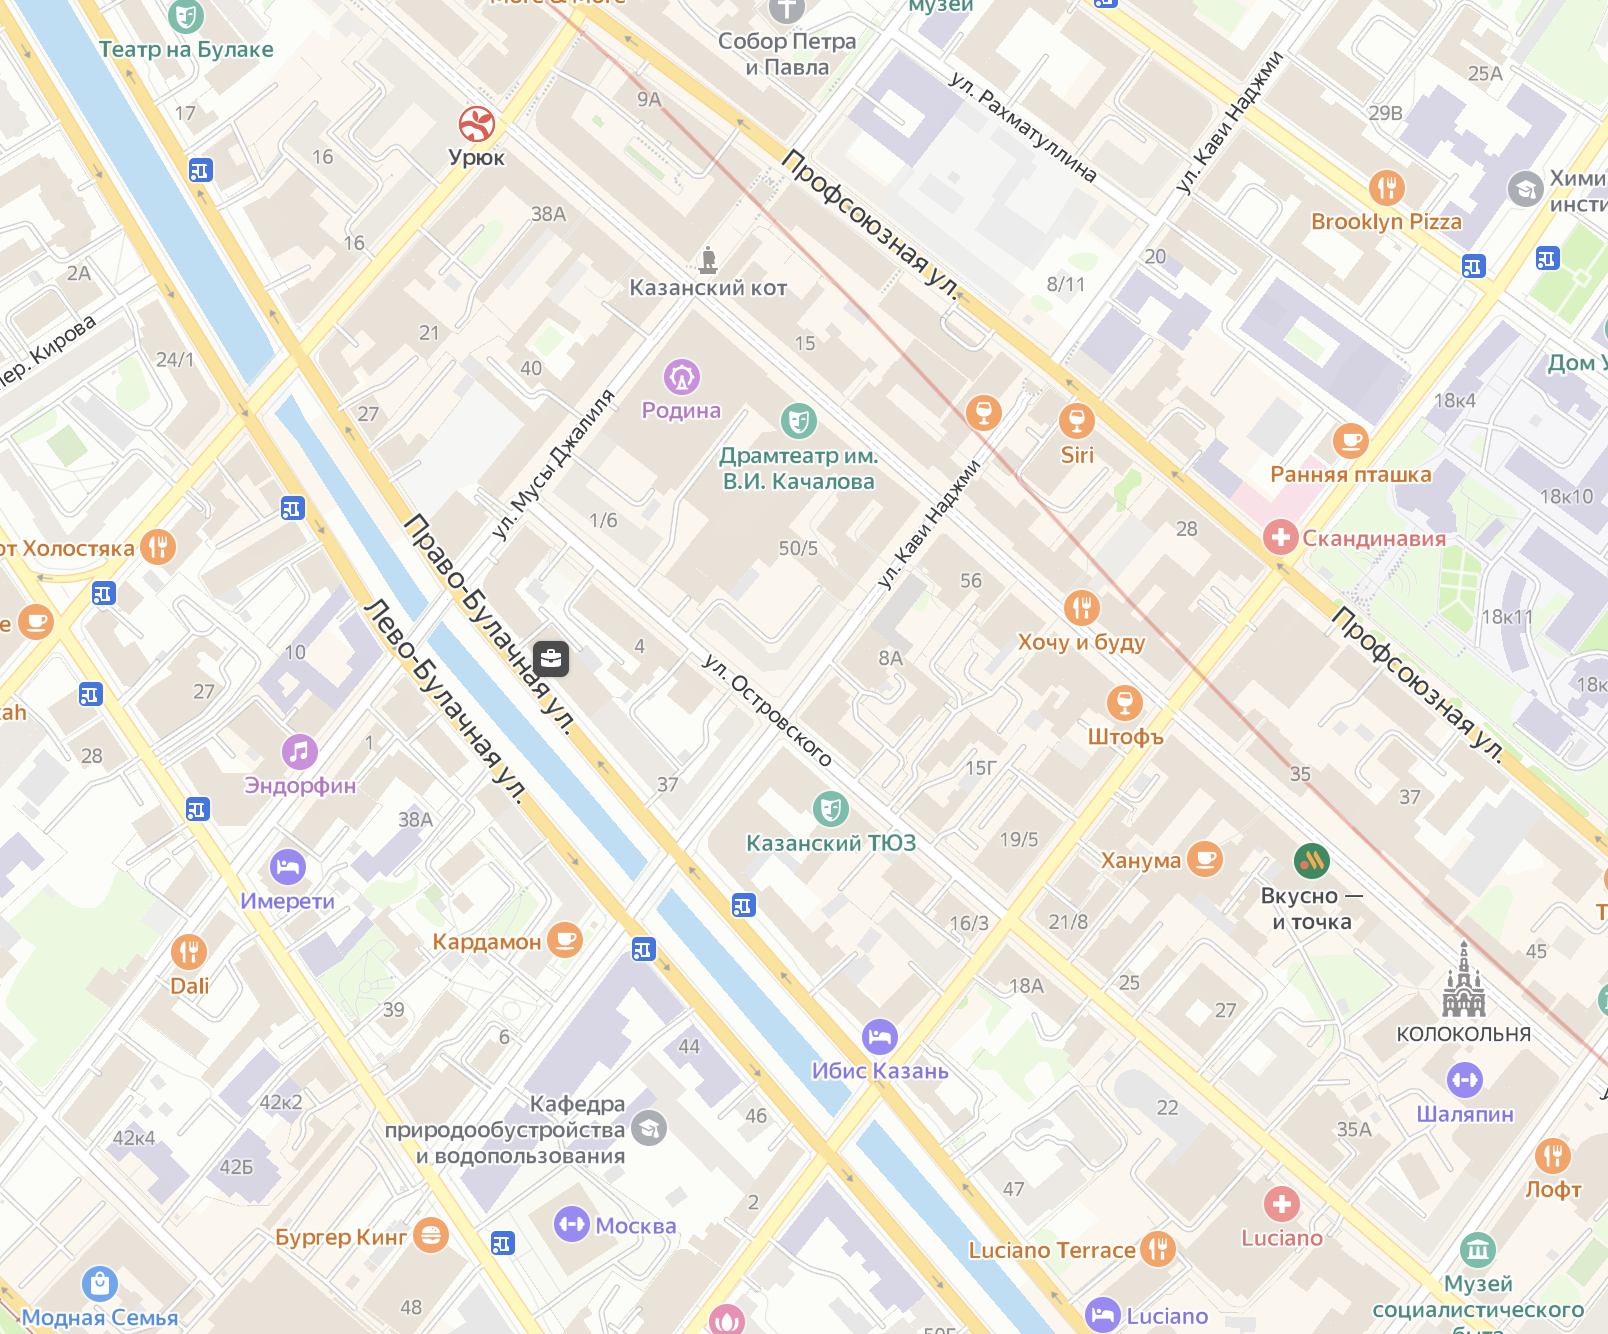 музей
Театр на Булаке
Собор Петра
и Павла
17
9А
25А
29В
ул. Рахматуллина
ул. Кави Наджми
Урюк
16
38А
Профсоюзная ул.
Хими
инсти
Brooklyn Pizza
16
2А
20
8/11
Казанский кот
пер. Кирова
24/1
21
40
15
Дом У
27
Родина
18к4
ул. Мусы Джалиля
Драмтеатр им.
В.И. Качалова
Siri
Ранняя пташка
ул. Кави Наджми
18к10
1/6
50/5
28
Скандинавия
от Холостяка
Право-Булачная ул.
56
Хочу и буду
18к11
Профсоюзная ул.
е
Лево-Булачная ул.
10
4
8А
ул. Островского
27
18к
ah
Штофъ
1
28
Эндорфин
37
15Г
35
37
38А
Казанский ТЮЗ
19/5
Ханума
Вкусно —
и точка
Имерети
Кардамон
16/3
21/8
45
Dali
18А
25
27
39
6
КОЛОКОЛЬНЯ
44
Ибис Казань
42к2
Кафедра
природообустройства
и водопользования
46
22
Шаляпин
42к4
35А
42Б
2
47
Лофт
Бургер Кинг
Москва
Luciano
Luciano Terrace
Музей
социалистического
быта
Модная Семья
48
Luciano
50Г